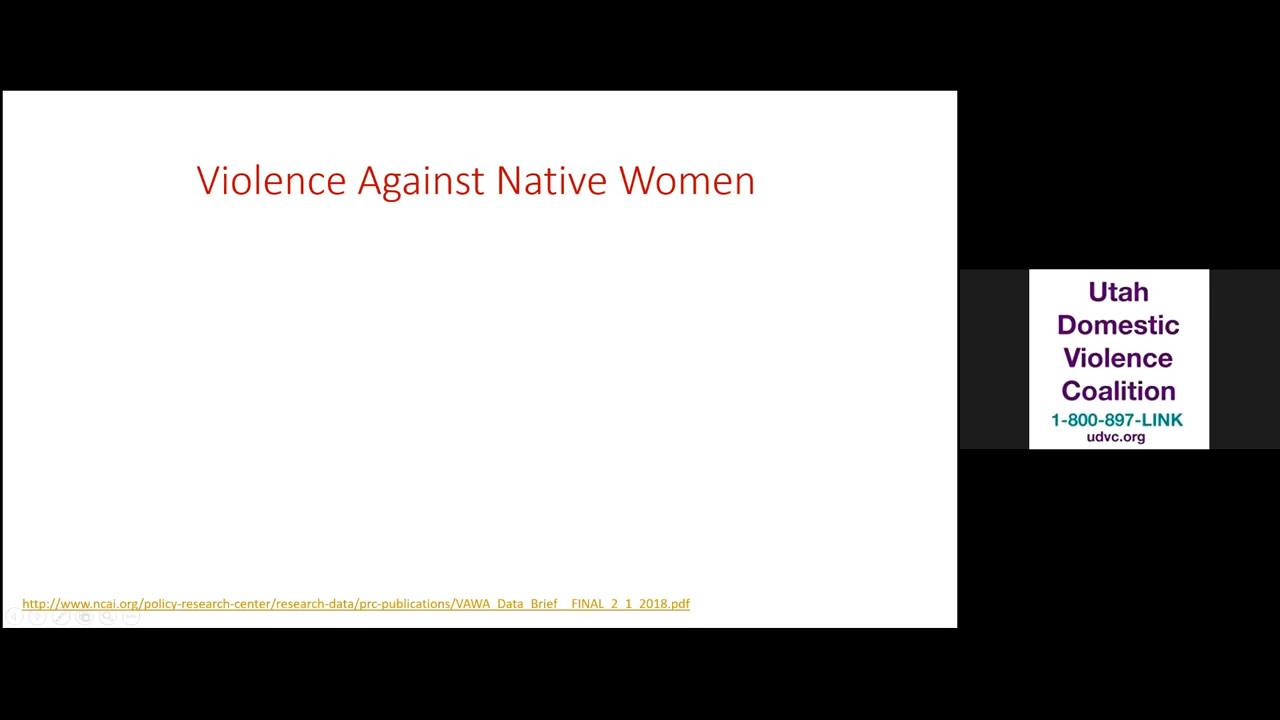 Violence Against Native Women
http://www.ncai.org/policy-research-center/research-data/prc-publications/VAWA_Data_Brief__FINAL_2_1_2018.pdf
Utah
Domestic
Violence
Coalition
1-800-897-LINK
udvc.org